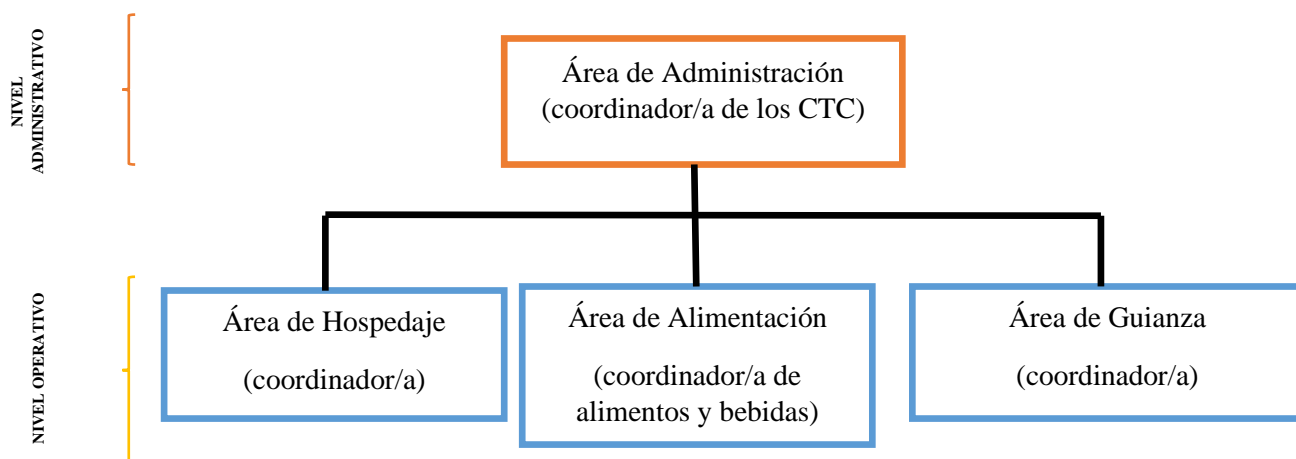 NIVEL
ADMINISTRATIVO
Área de Administración
(coordinador/a de los CTC)
NIVEL OPERATIVO
Área de Hospedaje
(coordinador/a)
Área de Alimentación
(coordinador/a de
alimentos y bebidas)
Área de Guianza
(coordinador/a)